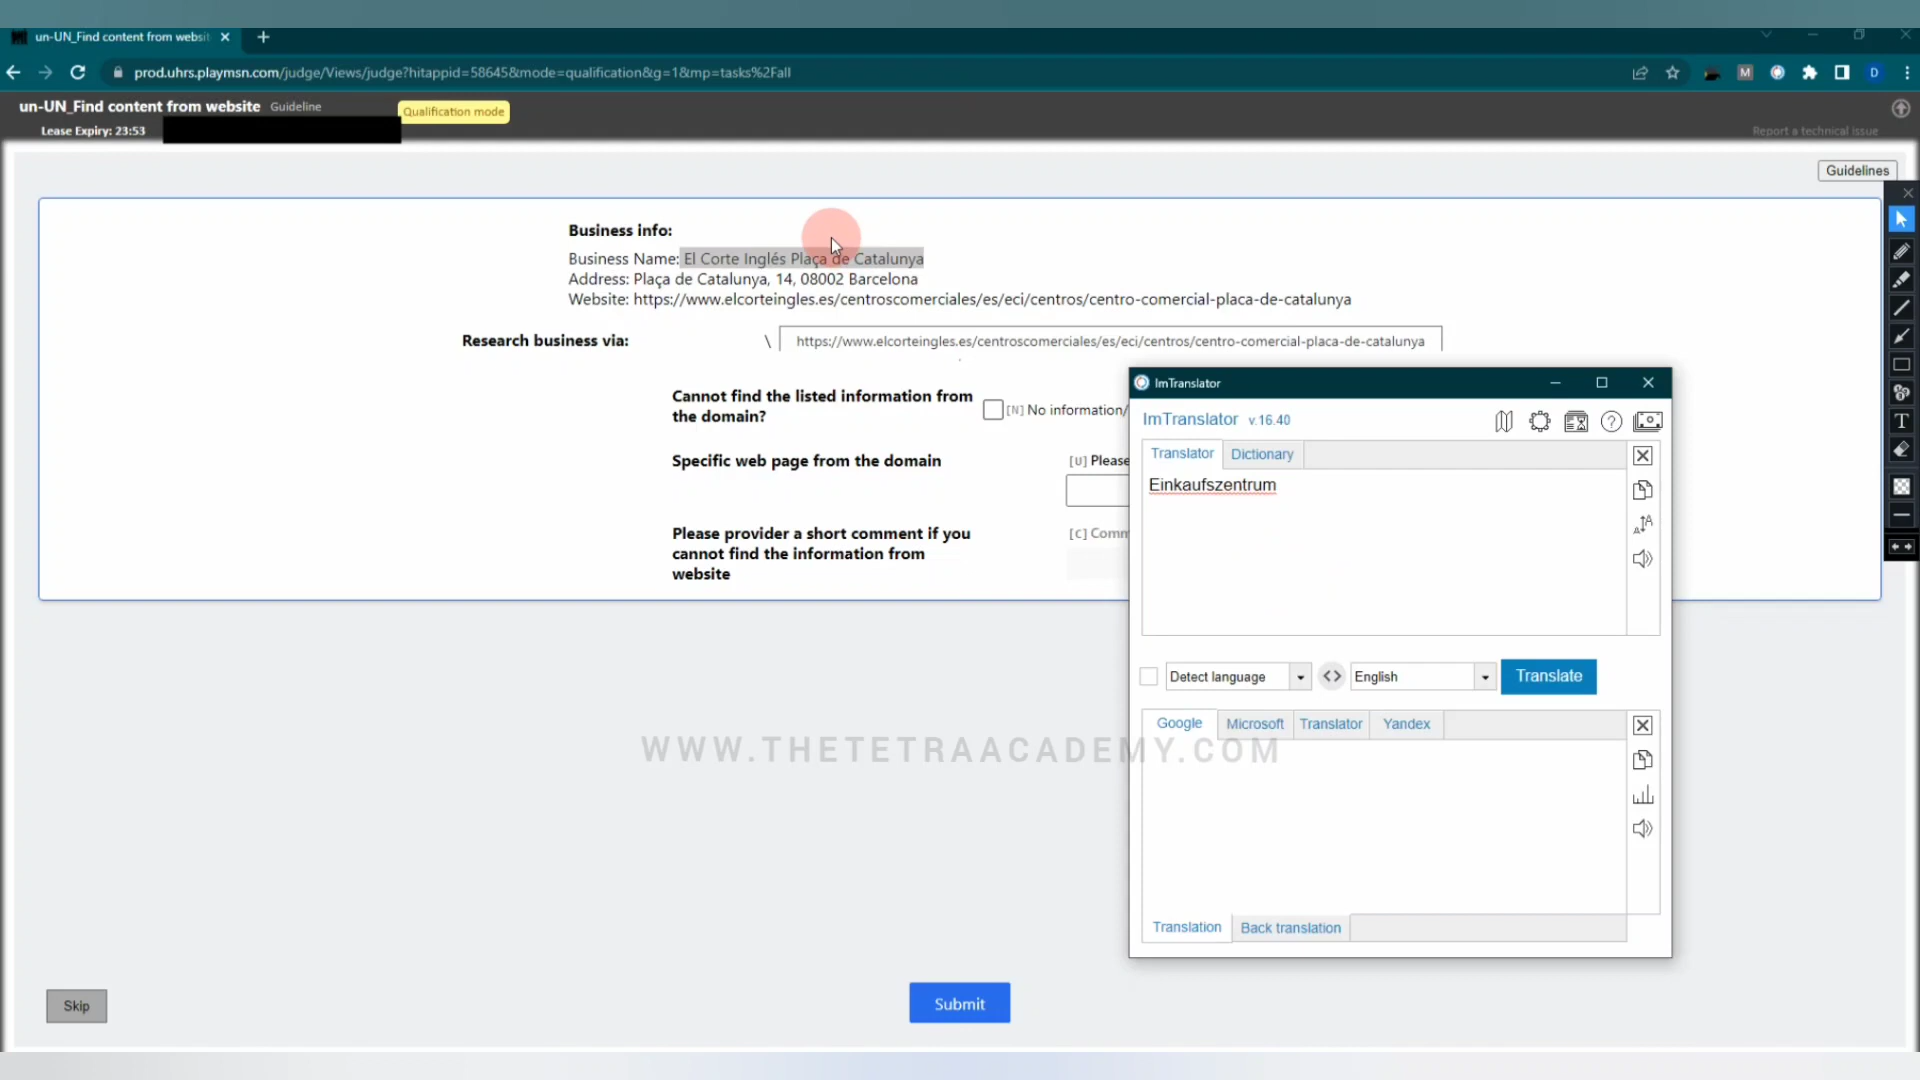 un-UN_Find content from websit
prod.uhrs.playmsn.com/judge/Views/judge?hitappid=58645&mode=qualification&g=1&mp=tasks%2Fall
M
D
un-UN_Find content from website Guideline
Qualification mode
Lease Expiry: 23:53
Report a technical issue
Guidelines
Business info:
Business Name: El Corte Inglés Plaça de Catalunya
Address: Plaça de Catalunya, 14, 08002 Barcelona
Website: https://www.elcorteingles.es/centroscomerciales/es/eci/centros/centro-comercial-placa-de-catalunya
Research business via: \ https://www.elcorteingles.es/centroscomerciales/es/eci/centros/centro-comercial-placa-de-catalunya
Cannot find the listed information from
the domain?
[N] No information/
Specific web page from the domain
[U] Please
Please provider a short comment if you
cannot find the information from
website
[C] Comm
ImTranslator
ImTranslator v.16.40
Translator Dictionary
Einkaufszentrum
Detect language <> English Translate
Google Microsoft Translator Yandex
WWW.THETETRAACADEMY.COM
Translation Back translation
Skip
Submit
T